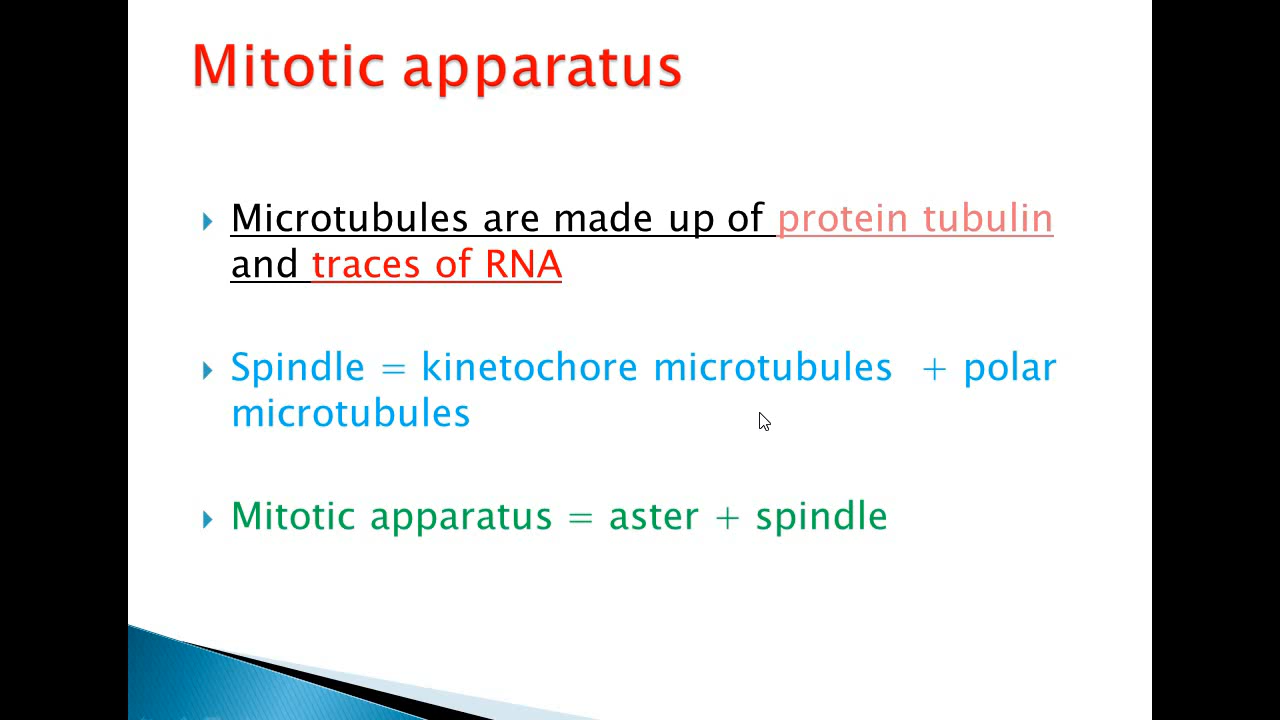 Mitotic apparatus
Microtubules are made up of protein tubulin
and traces of RNA
Spindle = kinetochore microtubules + polar
microtubules
Mitotic apparatus = aster + spindle